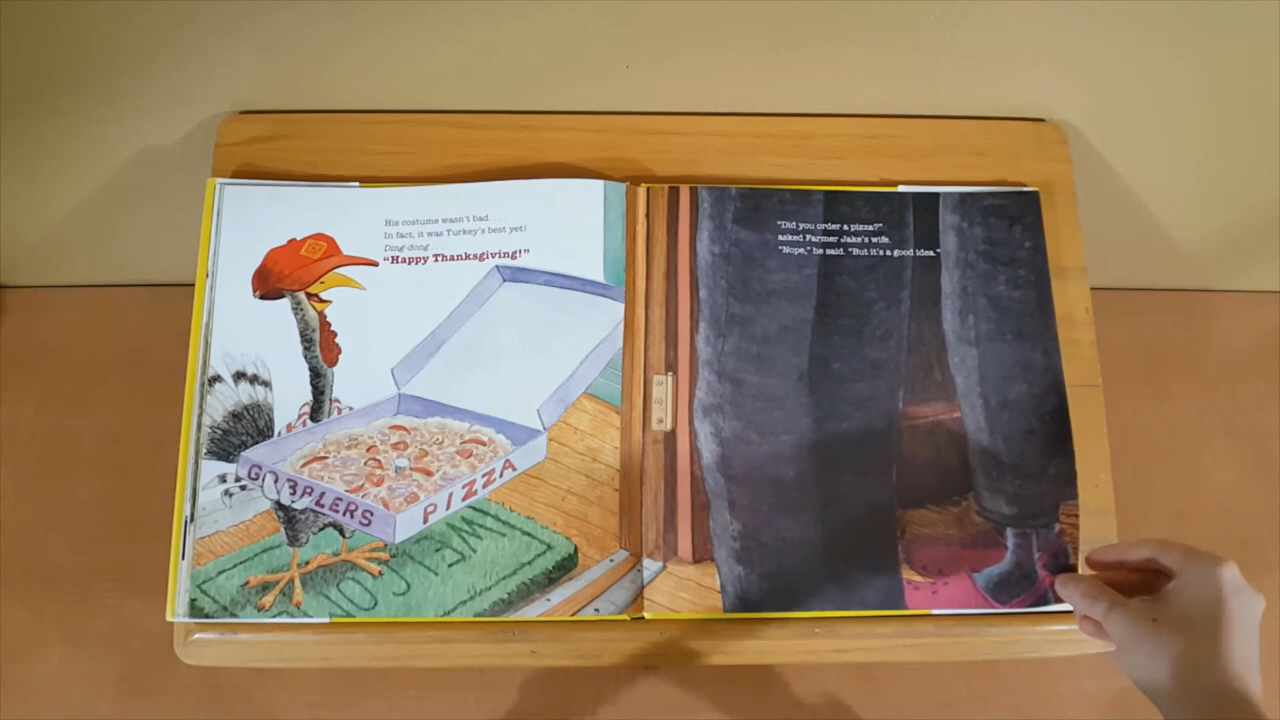 His costume wasn't bad. . . .
In fact, it was Turkey's best yet!
Ding-dong . . .
"Happy Thanksgiving!"
GOBBLERS PIZZA
WELCOME
"Did you order a pizza?"
asked Farmer Jake's wife.
"Nope," he said. "But it's a good idea."